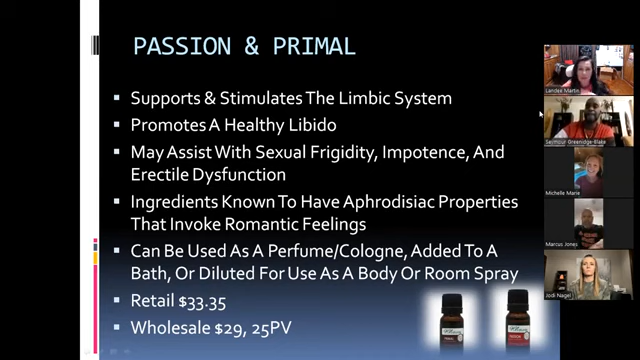 PASSION & PRIMAL
Supports & Stimulates The Limbic System
Promotes A Healthy Libido
May Assist With Sexual Frigidity, Impotence, And
Erectile Dysfunction
Ingredients Known To Have Aphrodisiac Properties
That Invoke Romantic Feelings
Can Be Used As A Perfume/Cologne, Added To A
Bath, Or Diluted For Use As A Body Or Room Spray
Retail $33.35
Wholesale $29, 25PV
Landee Martin
Seymour Greenidge-Blake
Michelle Marie
Marcus Jones
Jodi Nagel